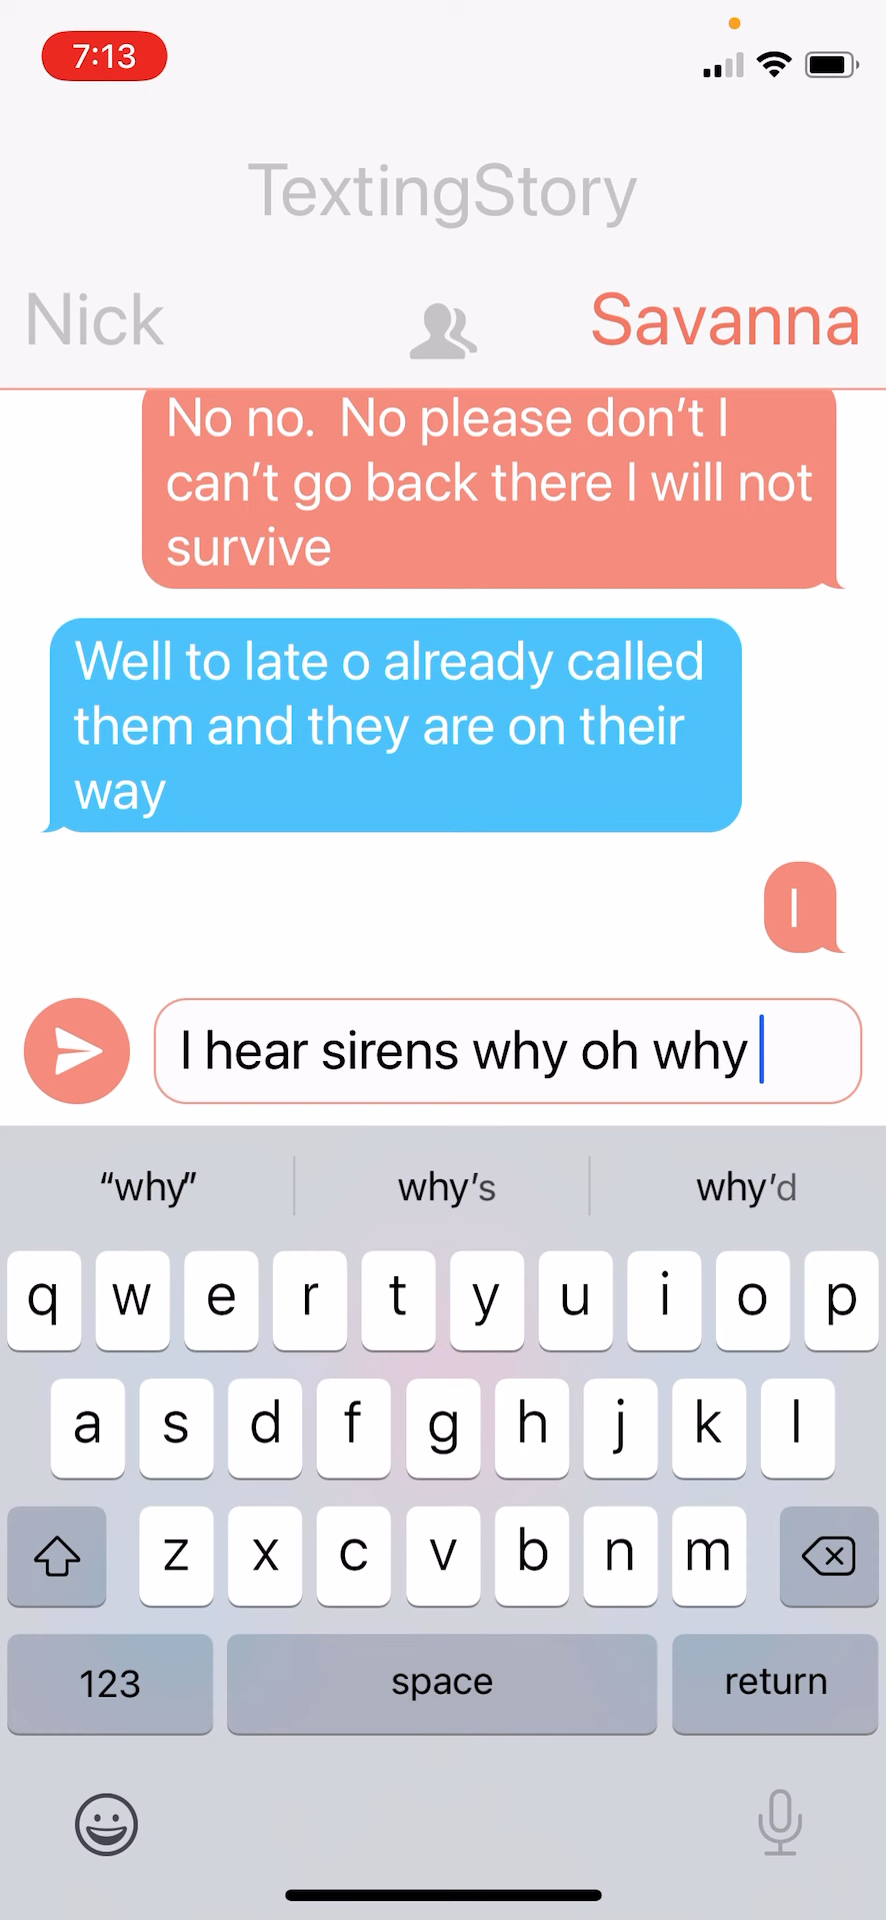 7:13
TextingStory
Nick
Savanna
No no.  No please don't I
can't go back there I will not
survive
Well to late o already called
them and they are on their
way
I
I hear sirens why oh why
“why” why's why'd
q w e r t y u i o p
a s d f g h j k l
z x c v b n m
123 space return